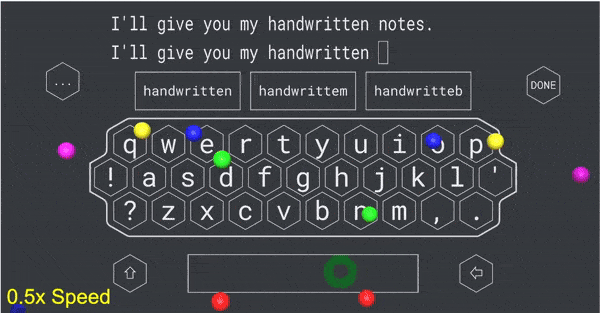 I'll give you my handwritten notes.
I'll give you my handwritten
... handwritten handwrittem handwritteb DONE
q w e r t y u i o p
! a s d f g h j k l '
? z x c v b n m , .
⇧ ⇦
0.5x Speed